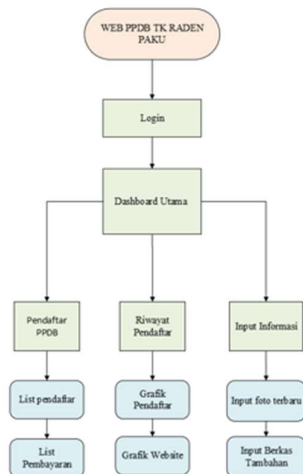 WEB PPDB TK RADEN
PAKU
Login
Dashboard Utama
Pendaftar
PPDB
Riwayat
Pendaftar
Input Informasi
List pendaftar
Grafik
Pendaftar
Input foto terbaru
List
Pembayaran
Grafik Website
Input Berkas
Tambahan